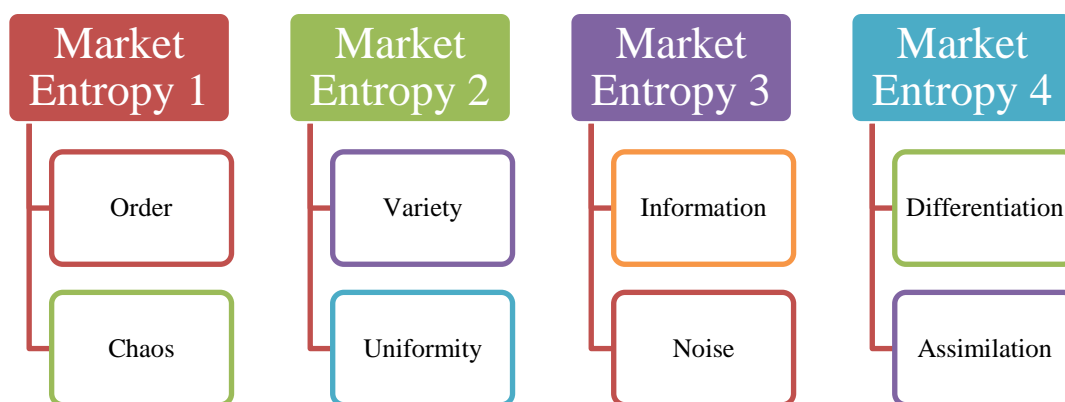 Market
Entropy 1
Order
Chaos
Market
Entropy 2
Variety
Uniformity
Market
Entropy 3
Information
Noise
Market
Entropy 4
Differentiation
Assimilation